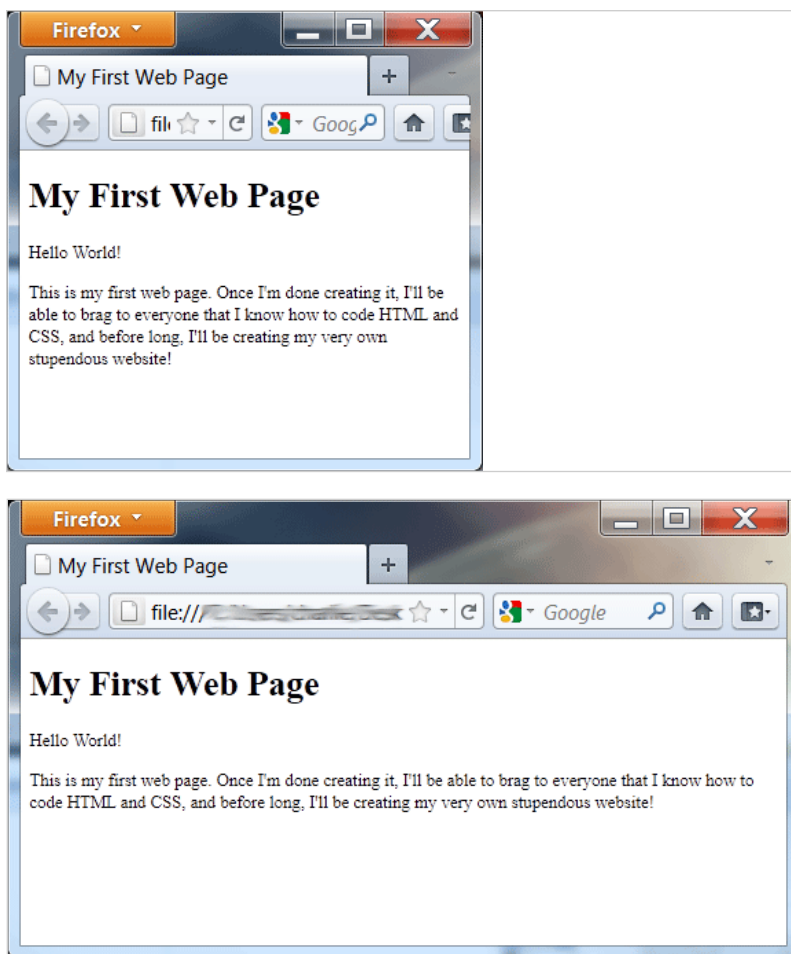 Firefox
My First Web Page
Goog
My First Web Page
Hello World!
This is my first web page. Once I'm done creating it, I'll be
able to brag to everyone that I know how to code HTML and
CSS, and before long, I'll be creating my very own
stupendous website!
Firefox
My First Web Page
file:/// Google
My First Web Page
Hello World!
This is my first web page. Once I'm done creating it, I'll be able to brag to everyone that I know how to
code HTML and CSS, and before long, I'll be creating my very own stupendous website!